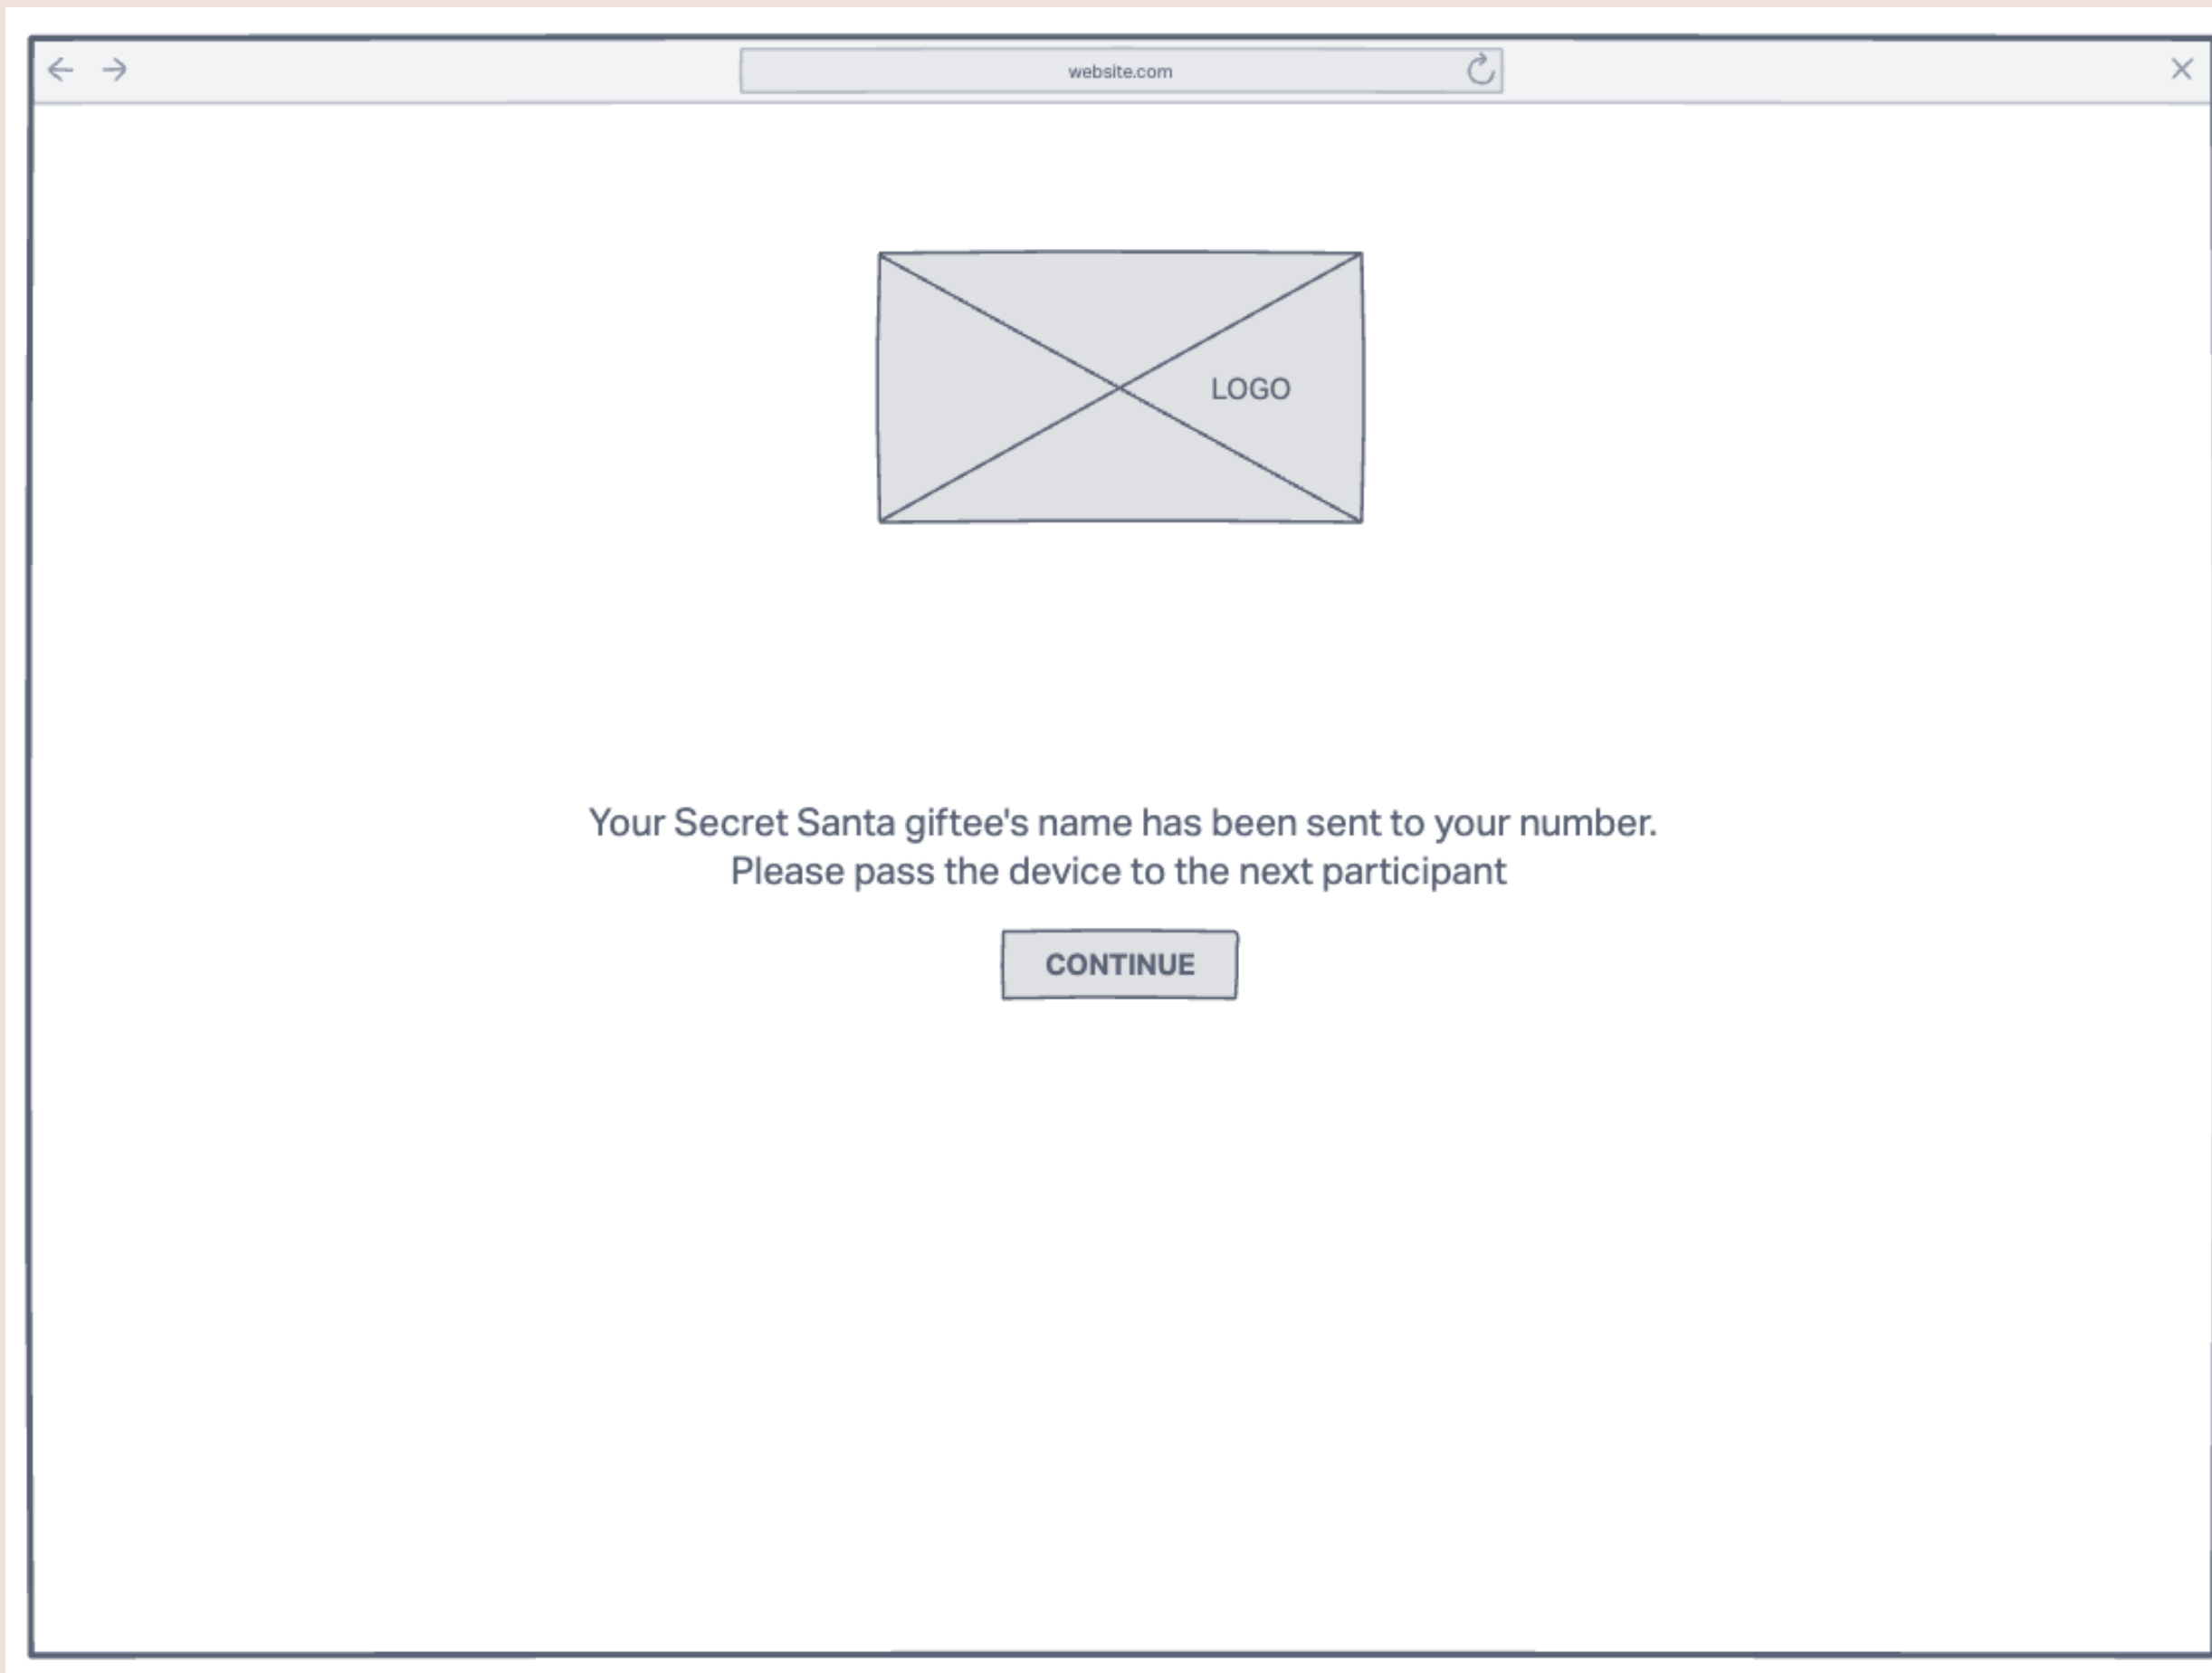 website.com
LOGO
Your Secret Santa giftee's name has been sent to your number.
Please pass the device to the next participant
CONTINUE